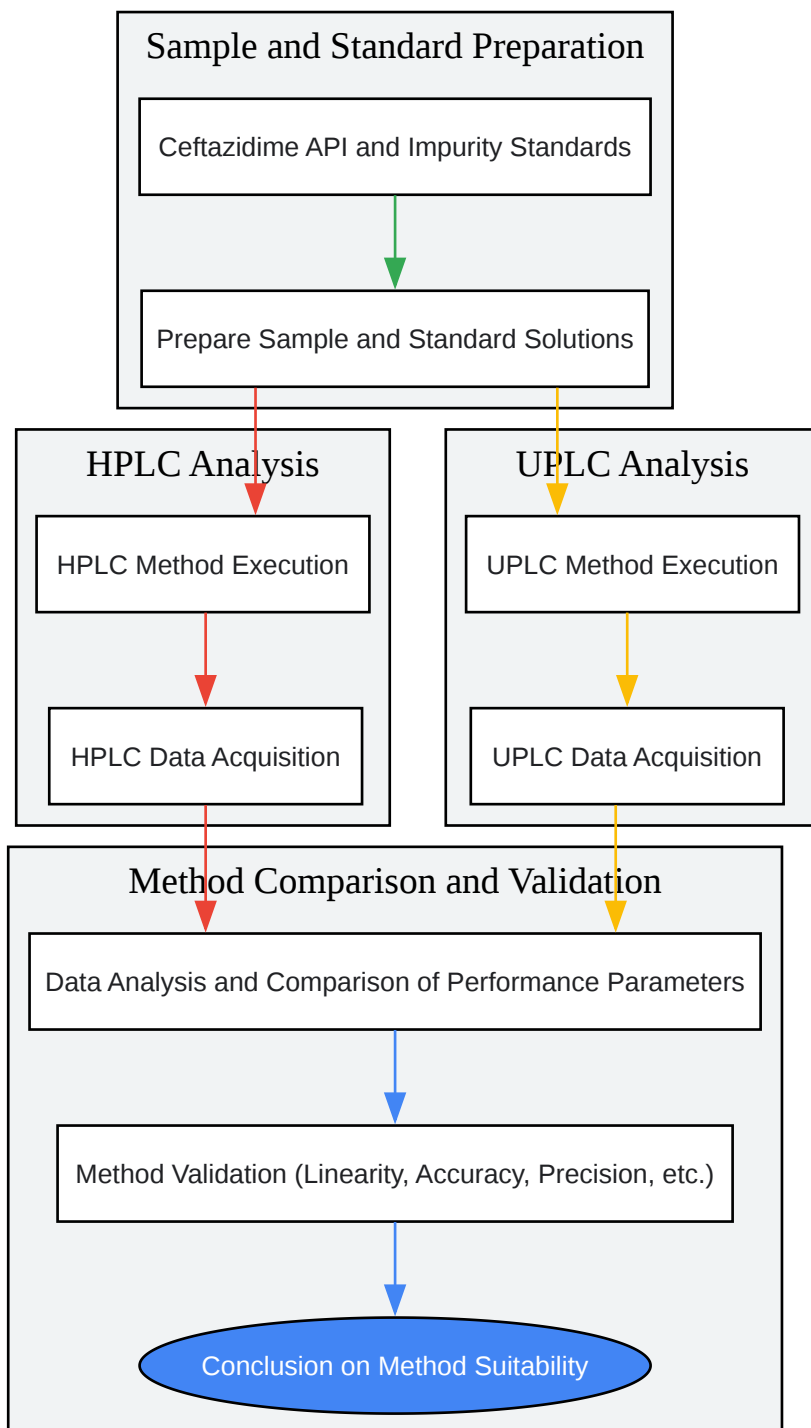 Sample and Standard Preparation
Ceftazidime API and Impurity Standards
Prepare Sample and Standard Solutions
HPLC Analysis
UPLC Analysis
HPLC Method Execution
UPLC Method Execution
HPLC Data Acquisition
UPLC Data Acquisition
Method Comparison and Validation
Data Analysis and Comparison of Performance Parameters
Method Validation (Linearity, Accuracy, Precision, etc.)
Conclusion on Method Suitability